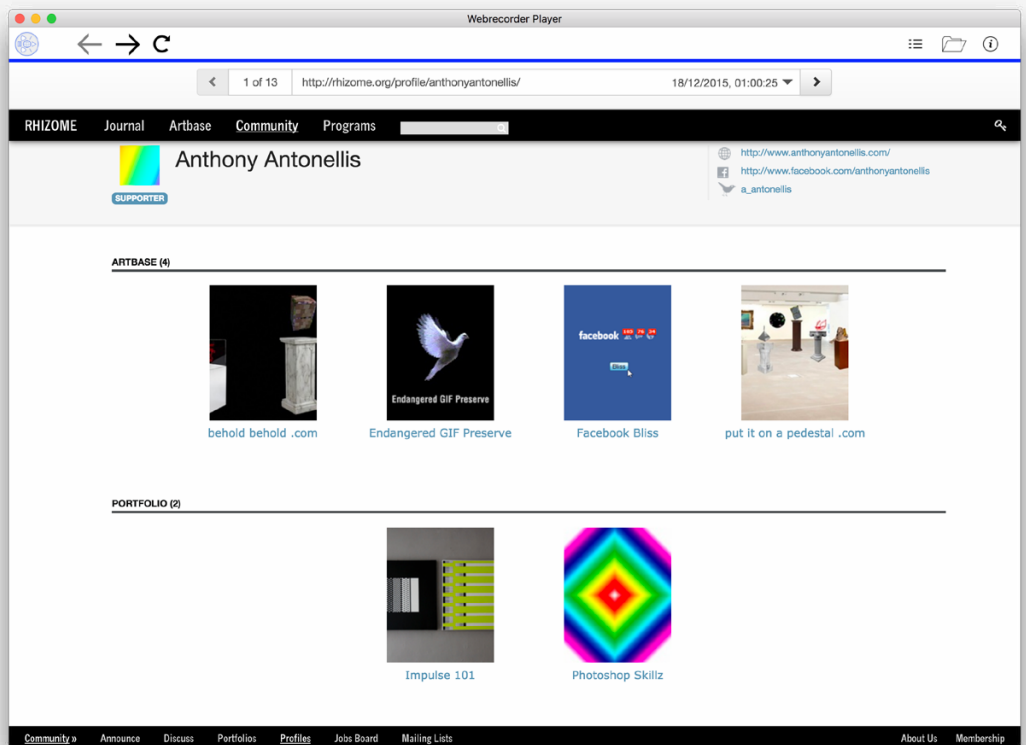 Webrecorder Player
1 of 13 http://rhizome.org/profile/anthonyantonellis/ 18/12/2015, 01:00:25
RHIZOME Journal Artbase Community Programs
Anthony Antonellis
SUPPORTER
http://www.anthonyantonellis.com/
http://www.facebook.com/anthonyantonellis
a_antonellis
ARTBASE (4)
Endangered GIF Preserve
facebook
Bliss
behold behold .com Endangered GIF Preserve Facebook Bliss put it on a pedestal .com
PORTFOLIO (2)
Impulse 101 Photoshop Skillz
Community » Announce Discuss Portfolios Profiles Jobs Board Mailing Lists About Us Membership